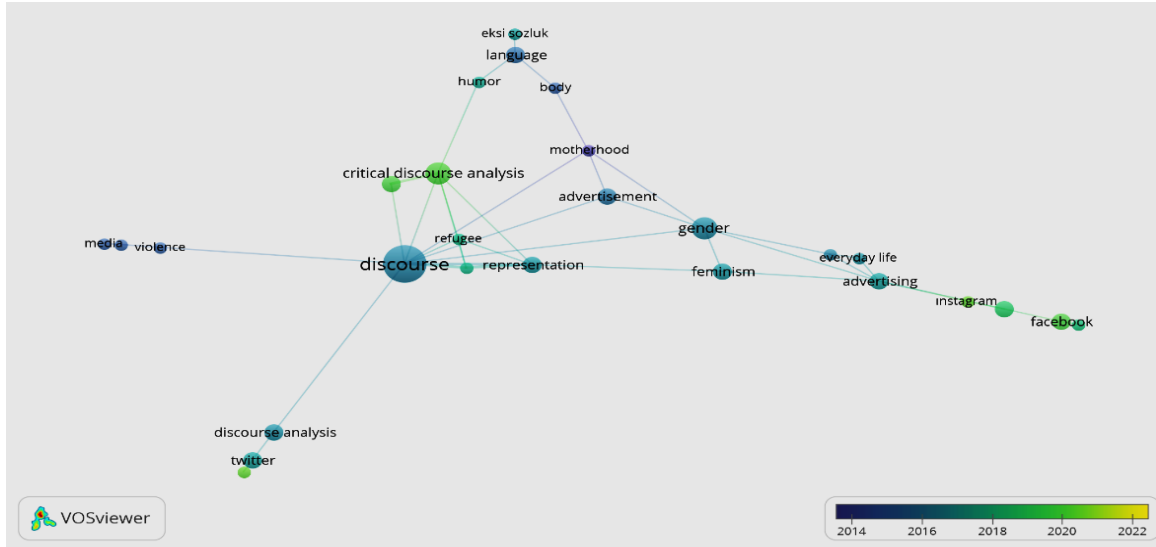 eksi sozluk
language
humor
body
motherhood
critical discourse analysis
advertisement
gender
refugee
media
violence
discourse
representation
feminism
everyday life
advertising
instagram
facebook
discourse analysis
twitter
VOSviewer
2014 2016 2018 2020 2022